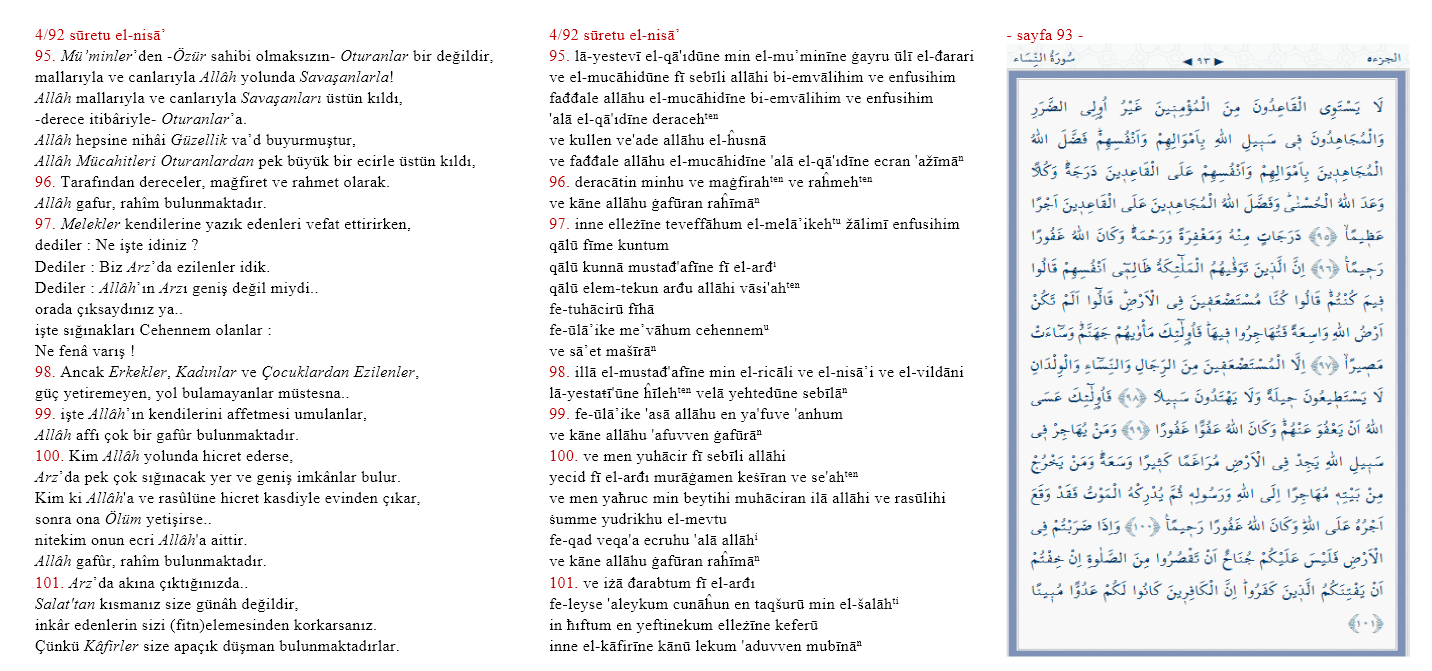 4/92 sūretu el-nisā’
95. Mü’minler’den -Özür sahibi olmaksızın- Oturanlar bir değildir,
mallarıyla ve canlarıyla Allâh yolunda Savaşanlarla!
Allâh mallarıyla ve canlarıyla Savaşanları üstün kıldı,
-derece itibâriyle- Oturanlar’a.
Allâh hepsine nihâi Güzellik va’d buyurmuştur,
Allâh Mücahitleri Oturanlardan pek büyük bir ecirle üstün kıldı,
96. Tarafından dereceler, mağfiret ve rahmet olarak.
Allâh gafur, rahîm bulunmaktadır.
97. Melekler kendilerine yazık edenleri vefat ettirirken,
dediler : Ne işte idiniz ?
Dediler : Biz Arz’da ezilenler idik.
Dediler : Allâh’ın Arzı geniş değil miydi..
orada çıksaydınız ya..
işte sığınakları Cehennem olanlar :
Ne fenâ varış !
98. Ancak Erkekler, Kadınlar ve Çocuklardan Ezilenler,
güç yetiremeyen, yol bulamayanlar müstesna..
99. işte Allâh’ın kendilerini affetmesi umulanlar,
Allâh affı çok bir gafûr bulunmaktadır.
100. Kim Allâh yolunda hicret ederse,
Arz’da pek çok sığınacak yer ve geniş imkânlar bulur.
Kim ki Allâh'a ve rasûlüne hicret kasdiyle evinden çıkar,
sonra ona Ölüm yetişirse..
nitekim onun ecri Allâh'a aittir.
Allâh gafûr, rahîm bulunmaktadır.
101. Arz’da akına çıktığınızda..
Salat'tan kısmanız size günâh değildir,
inkâr edenlerin sizi (fitn)elemesinden korkarsanız.
Çünkü Kâfirler size apaçık düşman bulunmaktadırlar.
4/92 sūretu el-nisā’
95. lā-yestevī el-qā'ıdūne min el-mu’minīne ġayru ūlī el-đarari
ve el-mucāhidūne fī sebīli allāhi bi-emvālihim ve enfusihim
fađđale allāhu el-mucāhidīne bi-emvālihim ve enfusihim
'alā el-qā'ıdīne derecehᵗᵉⁿ
ve kullen ve'ade allāhu el-ĥusnā
ve fađđale allāhu el-mucāhidīne 'alā el-qā'ıdīne ecran 'ažīmāⁿ
96. deracātin minhu ve maġfirahᵗᵉⁿ ve raĥmehᵗᵉⁿ
ve kāne allāhu ġafūran raĥīmāⁿ
97. inne elleżīne teveffāhum el-melā’ikehᵗᵘ žālimī enfusihim
qālū fīme kuntum
qālū kunnā mustađ'afīne fī el-arđⁱ
qālū elem-tekun arđu allāhi vāsi'ahᵗᵉⁿ
fe-tuhācirū fīhā
fe-ūlā’ike me’vāhum cehennemᵘ
ve sā’et mašīrāⁿ
98. illā el-mustađ'afīne min el-ricāli ve el-nisā’i ve el-vildāni
lā-yestaŧī'ūne ĥīlehᵗᵉⁿ velā yehtedūne sebīlāⁿ
99. fe-ūlā’ike 'asā allāhu en ya'fuve 'anhum
ve kāne allāhu 'afuvven ġafūrāⁿ
100. ve men yuhācir fī sebīli allāhi
yecid fī el-arđı murāġamen keŝīran ve se'ahᵗᵉⁿ
ve men yaħruc min beytihi muhāciran ilā allāhi ve rasūlihi
ŝumme yudrikhu el-mevtu
fe-qad veqa'a ecruhu 'alā allāhⁱ
ve kāne allāhu ġafūran raĥīmāⁿ
101. ve iżā đarabtum fī el-arđı
fe-leyse 'aleykum cunāĥun en taqšurū min el-šalāhᵗⁱ
in ħıftum en yeftinekum elleżīne keferū
inne el-kāfirīne kānū lekum 'aduvven mubīnāⁿ
- sayfa 93 -
سُورَةُ النِّسَاء ◄ ٩٣ ► الجزء ٥
لَا يَسْتَوِي الْقَاعِدُونَ مِنَ الْمُؤْمِنِينَ غَيْرُ اُولِي الضَّرَرِ
وَالْمُجَاهِدُونَ فِي سَبِيلِ اللّٰهِ بِاَمْوَالِهِمْ وَاَنْفُسِهِمْ فَضَّلَ اللّٰهُ
الْمُجَاهِدِينَ بِاَمْوَالِهِمْ وَاَنْفُسِهِمْ عَلَى الْقَاعِدِينَ دَرَجَةً وَكُلًّا
وَعَدَ اللّٰهُ الْحُسْنٰى وَفَضَّلَ اللّٰهُ الْمُجَاهِدِينَ عَلَى الْقَاعِدِينَ اَجْرًا
عَظِيمًا ﴿٩٥﴾ دَرَجَاتٍ مِنْهُ وَمَغْفِرَةً وَرَحْمَةً وَكَانَ اللّٰهُ غَفُورًا
رَحِيمًا ﴿٩٦﴾ اِنَّ الَّذِينَ تَوَفّٰيهُمُ الْمَلٰٓئِكَةُ ظَالِمِٓي اَنْفُسِهِمْ قَالُوا
فِيمَ كُنْتُمْ قَالُوا كُنَّا مُسْتَضْعَفِينَ فِي الْاَرْضِ قَالُٓوا اَلَمْ تَكُنْ
اَرْضُ اللّٰهِ وَاسِعَةً فَتُهَاجِرُوا فِيهَا فَاُولٰٓئِكَ مَأْوٰيهُمْ جَهَنَّمُ وَسَٓاءَتْ
مَصِيرًا ﴿٩٧﴾ اِلَّا الْمُسْتَضْعَفِينَ مِنَ الرِّجَالِ وَالنِّسَٓاءِ وَالْوِلْدَانِ
لَا يَسْتَطِيعُونَ حِيلَةً وَلَا يَهْتَدُونَ سَبِيلًا ﴿٩٨﴾ فَاُولٰٓئِكَ عَسَى
اللّٰهُ اَنْ يَعْفُوَ عَنْهُمْ وَكَانَ اللّٰهُ عَفُوًّا غَفُورًا ﴿٩٩﴾ وَمَنْ يُهَاجِرْ فِي
سَبِيلِ اللّٰهِ يَجِدْ فِي الْاَرْضِ مُرَاغَمًا كَثِيرًا وَسَعَةً وَمَنْ يَخْرُجْ
مِنْ بَيْتِهِ مُهَاجِرًا اِلَى اللّٰهِ وَرَسُولِهِ ثُمَّ يُدْرِكْهُ الْمَوْتُ فَقَدْ وَقَعَ
اَجْرُهُ عَلَى اللّٰهِ وَكَانَ اللّٰهُ غَفُورًا رَحِيمًا ﴿١٠٠﴾ وَاِذَا ضَرَبْتُمْ فِي
الْاَرْضِ فَلَيْسَ عَلَيْكُمْ جُنَاحٌ اَنْ تَقْصُرُوا مِنَ الصَّلٰوةِ اِنْ خِفْتُمْ
اَنْ يَفْتِنَكُمُ الَّذِينَ كَفَرُوا اِنَّ الْكَافِرِينَ كَانُوا لَكُمْ عَدُوًّا مُبِينًا
﴿١٠١﴾